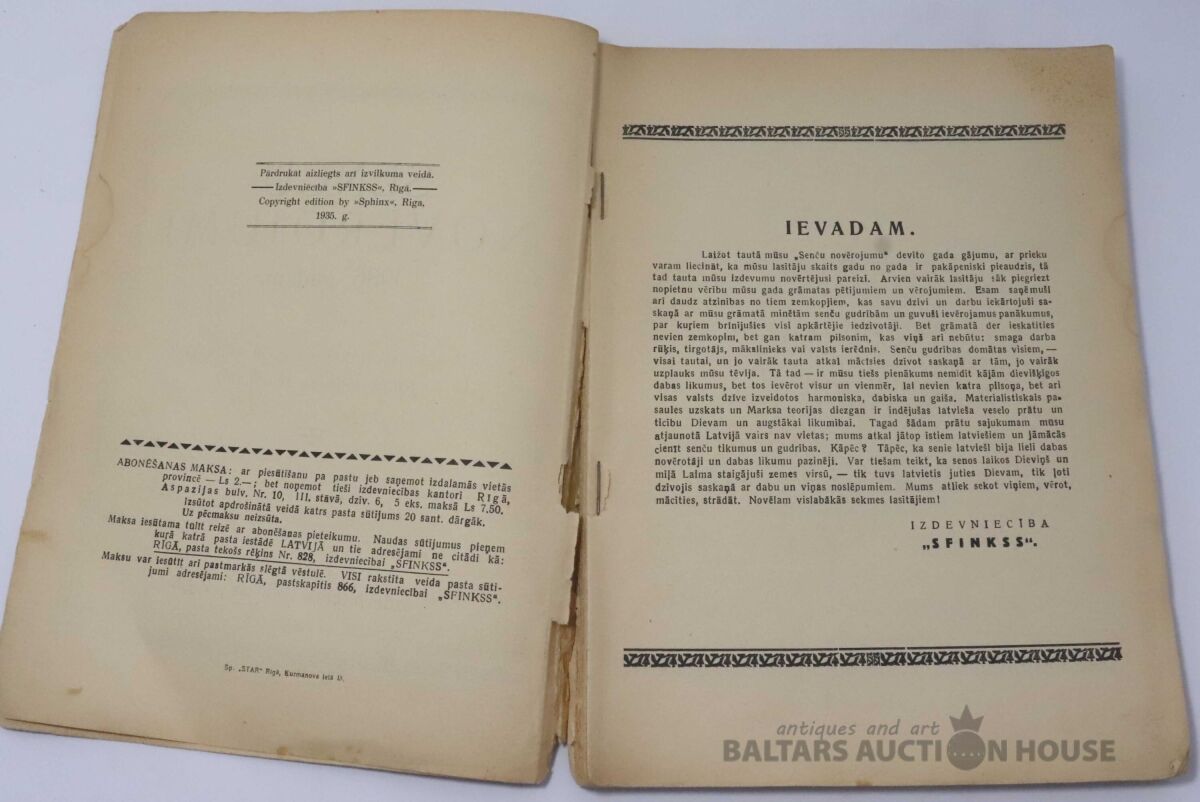 Pārdrukāt aizliegts arī izvilkuma veidā.
Izdevniecība »SFINKSS«, Rīgā.
Copyright edition by »Sphinx«, Riga,
1935. g.
ABONĒŠANAS MAKSA: ar piesūtīšanu pa pastu jeb saņemot izdalāmās vietās
provincē — Ls 2.—; bet noņemot tieši izdevniecības kantorī Rīgā,
Aspazijas bulv. Nr. 10, III. stāvā, dzīv. 6, 5 eks. maksā Ls 7.50.
Izsūtot apdrošinātā veidā katrs pasta sūtījums 20 sant. dārgāk.
Uz pēcmaksu neizsūta.
Maksa iesūtama tūlīt reizē ar abonēšanas pieteikumu. Naudas sūtījumus pieņem
kurā katrā pasta iestādē LATVIJĀ un tie adresējami ne citādi kā:
RĪGĀ, pasta tekošs rēķins Nr. 828, izdevniecībai „SFINKSS“.
Maksu var iesūtīt arī pastmarkās slēgtā vēstulē. VISI rakstīta veida pasta sūtī-
jumi adresējami: RĪGĀ, pastskapītis 866, izdevniecībai „SFINKSS“.
Sp. „STAR“ Rīgā, Kurmanova ielā
IEVADAM.
Laižot tautā mūsu „Senču novērojumu“ devīto gada gājumu, ar prieku
varam liecināt, ka mūsu lasītāju skaits gadu no gada ir pakāpeniski pieaudzis, tā
tad tauta mūsu izdevumu novērtējusi pareizi. Arvien vairāk lasītāju sāk piegriezt
nopietnu vērību mūsu gada grāmatas pētījumiem un vērojumiem. Esam saņēmuši
arī daudz atzinības no tiem zemkopjiem, kas savu dzīvi un darbu iekārtojuši sa-
skaņā ar mūsu grāmatā minētām senču gudrībām un guvuši ievērojamus panākumus,
par kuŗiem brīnijušies visi apkārtējie iedzīvotāji. Bet grāmatā der ieskatīties
nevien zemkopim, bet gan katram pilsonim, kas viņā arī nebūtu: smaga darba
rūķis, tirgotājs, mākslinieks vai valsts ierēdnis. Senču gudrības domātas visiem, —
visai tautai, un jo vairāk tauta atkal mācīsies dzīvot saskaņā ar tām, jo vairāk
uzplauks mūsu tēvija. Tā tad — ir mūsu tiešs pienākums nemidīt kājām dievišķīgos
dabas likumus, bet tos ievērot visur un vienmēr, lai nevien katra pilsoņa, bet arī
visas valsts dzīve izveidotos harmoniska, dabiska un gaiša. Materialistiskais pa-
saules uzskats un Marksa teorijas diezgan ir indējušas latvieša veselo prātu un
ticību Dievam un augstākai likumībai. Tagad šādam prātu sajukumam mūsu
atjaunotā Latvijā vairs nav vietas; mums atkal jātop īstiem latviešiem un jāmācās
cienīt senču tikumus un gudrības. Kāpēc? Tāpēc, ka senie latvieši bija lieli dabas
novērotāji un dabas likumu pazinēji. Var tiešam teikt, ka senos laikos Dieviņš un
mīļā Laima staigājuši zemes virsū, — tik tuvs latvietis juties Dievam, tik ļoti
dzīvojis saskaņā ar dabu un viņas noslēpumiem. Mums atliek sekot viņiem, vērot,
mācīties, strādāt. Novēlam vislabākās sekmes lasītājiem!
IZDEVNIECĪBA
„SFINKSS“.
antiques and art
BALTARS AUCTION HOUSE